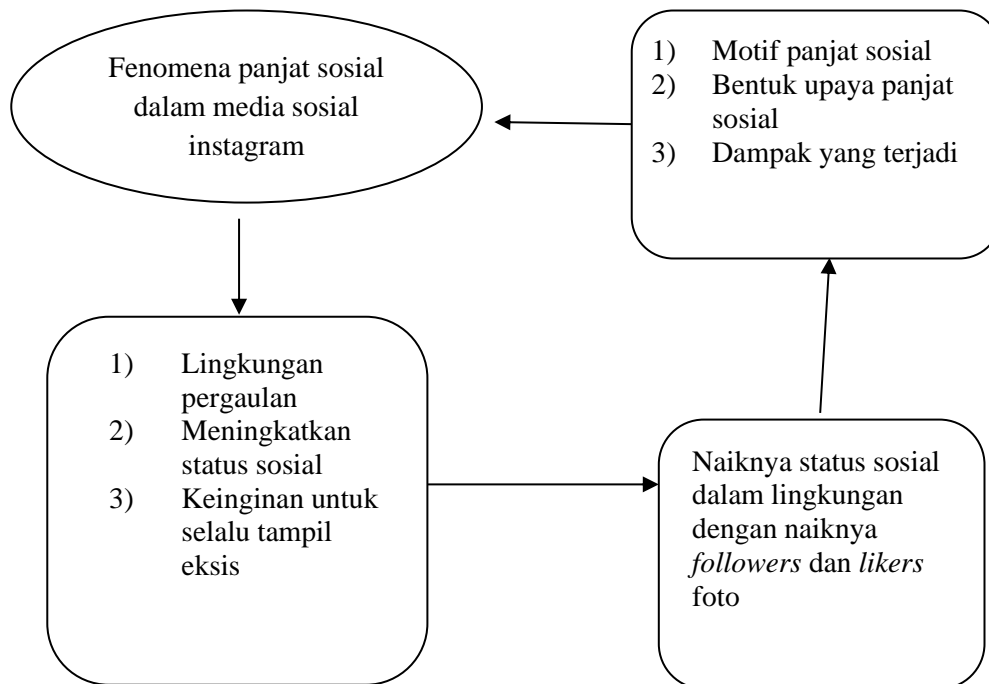 Fenomena panjat sosial
dalam media sosial
instagram
1) Motif panjat sosial
2) Bentuk upaya panjat
sosial
3) Dampak yang terjadi
1) Lingkungan
pergaulan
2) Meningkatkan
status sosial
3) Keinginan untuk
selalu tampil
eksis
Naiknya status sosial
dalam lingkungan
dengan naiknya
followers dan likers
foto